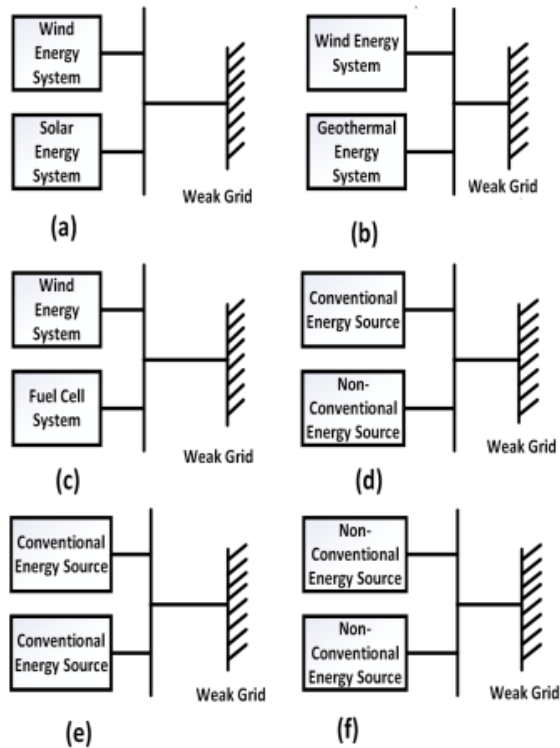 Wind
Energy
System
Solar
Energy
System
Weak Grid
(a)
Wind Energy
System
Geothermal
Energy
System
Weak Grid
(b)
Wind
Energy
System
Fuel Cell
System
Weak Grid
(c)
Conventional
Energy Source
Non-
Conventional
Energy Source
Weak Grid
(d)
Conventional
Energy Source
Conventional
Energy Source
Weak Grid
(e)
Non-
Conventional
Energy Source
Non-
Conventional
Energy Source
Weak Grid
(f)